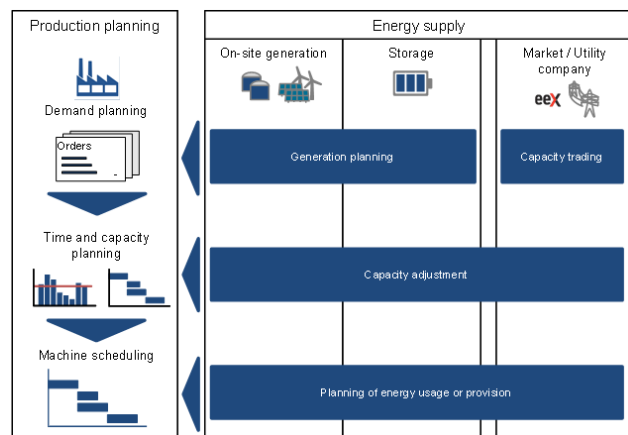 Production planning
Energy supply
On-site generation
Storage
Market / Utility
company
eex
Demand planning
Orders
Generation planning
Capacity trading
Time and capacity
planning
Capacity adjustment
Machine scheduling
Planning of energy usage or provision